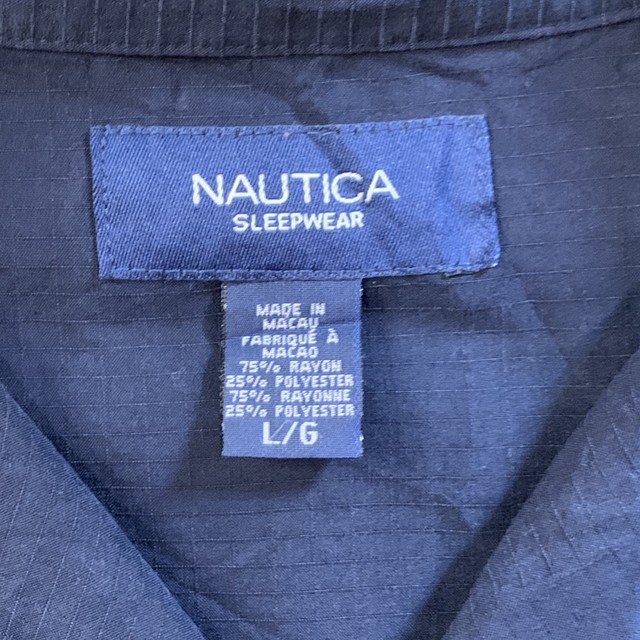 NAUTICA
SLEEPWEAR
MADE IN
MACAU
FABRIQUÉ À
MACAO
75% RAYON
25% POLYESTER
75% RAYONNE
25% POLYESTER
L/G